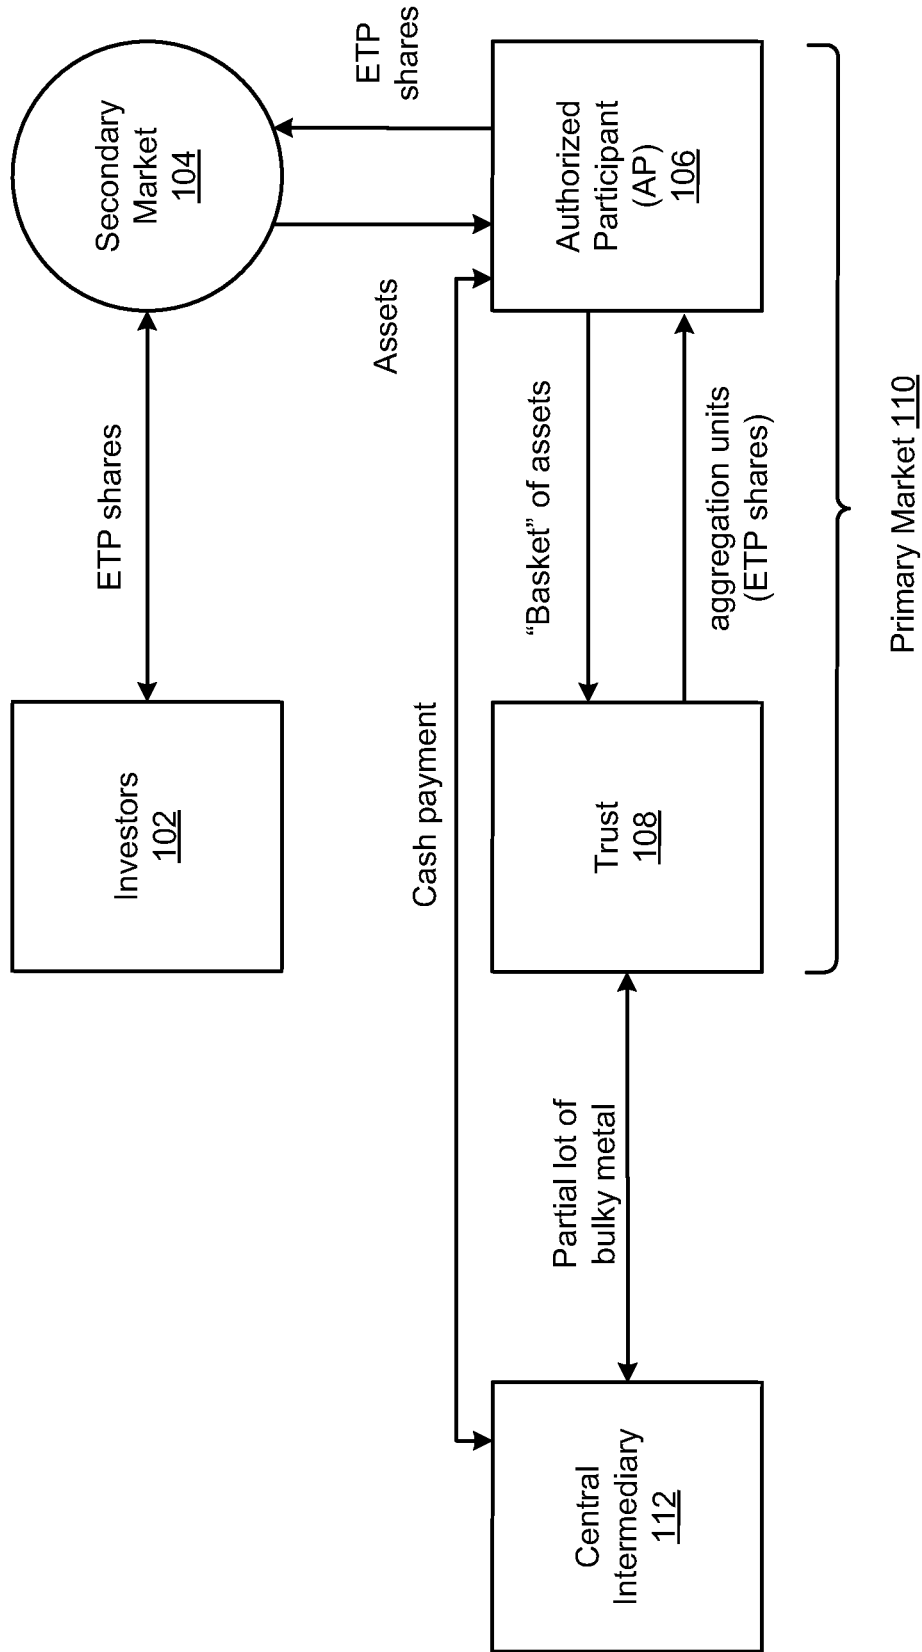 Investors
102
ETP shares
Secondary
Market
104
Cash payment
Assets
ETP
shares
Central
Intermediary
112
Partial lot of
bulky metal
Trust
108
“Basket” of assets
aggregation units
(ETP shares)
Authorized
Participant
(AP)
106
Primary Market 110